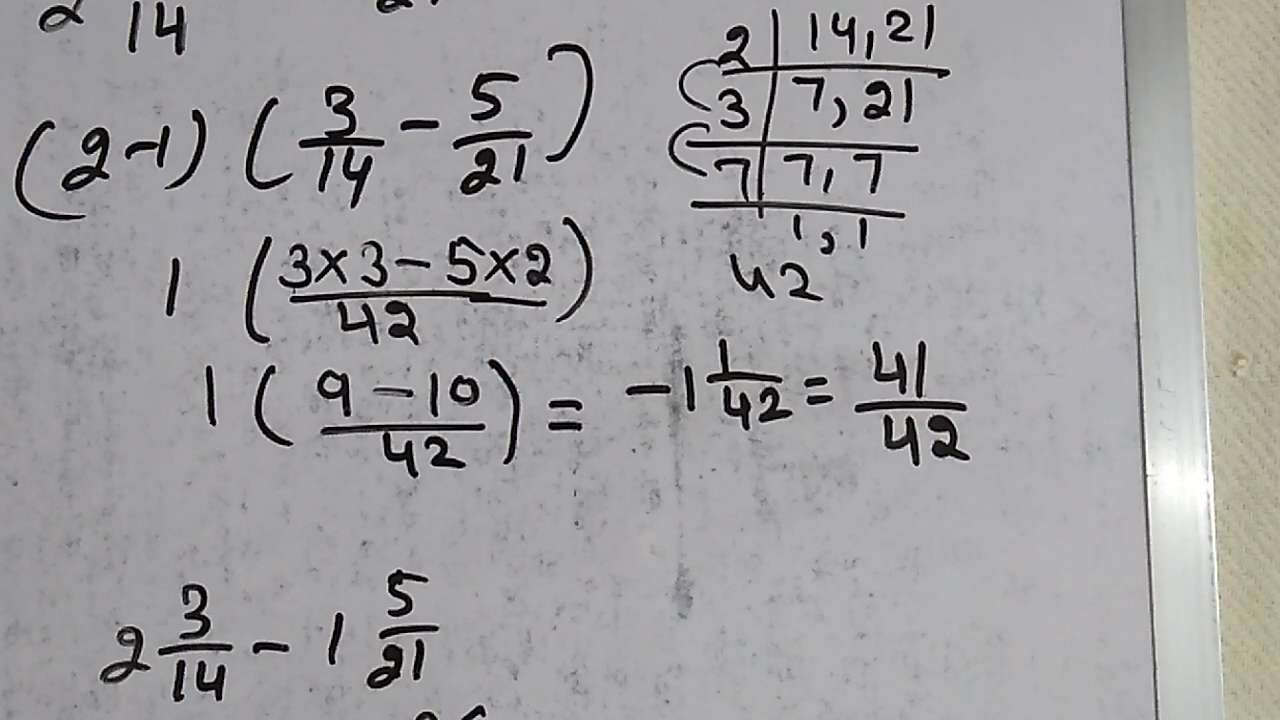 2 14
(2-1) (3/14 - 5/21)
2 | 14, 21
3 | 7, 21
7 | 7, 7
1, 1
42
1 (3×3-5×2/42)
1 (9-10/42) = -1 1/42 = 41/42
2 3/14 - 1 5/21